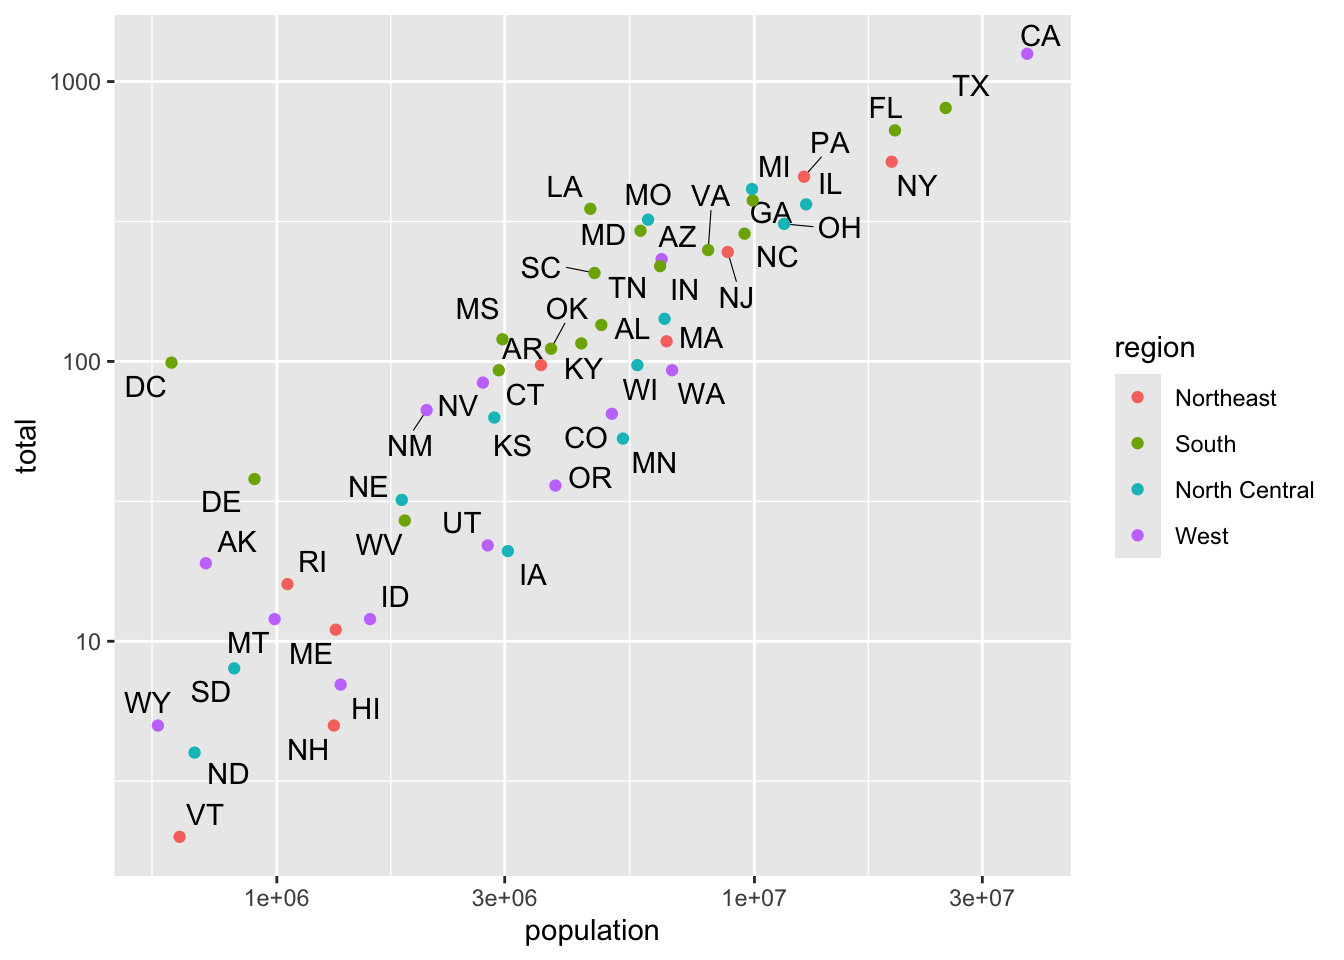 CA
TX
FL
1000
PA
MI
IL
NY
LA
MO
VA
GA
OH
MD
AZ
NC
SC
TN
IN
NJ
MS
OK
AL
MA
AR
100
KY
DC
WI
WA
CT
NV
NM
KS
CO
MN
OR
NE
DE
UT
AK
WV
RI
IA
ID
10
MT
ME
SD
WY
HI
NH
ND
VT
total
1e+06
3e+06
1e+07
3e+07
population
region
Northeast
South
North Central
West